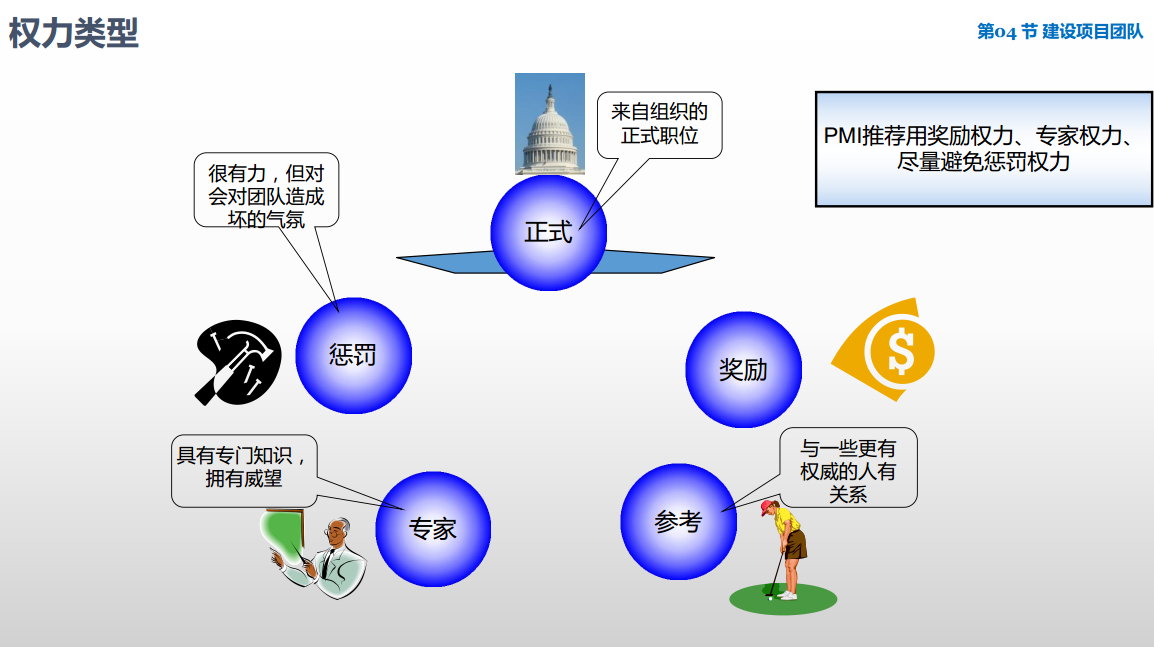 权力类型
第04 节 建设项目团队
来自组织的
正式职位
PMI推荐用奖励权力、专家权力、
尽量避免惩罚权力
很有力，但对
会对团队造成
坏的气氛
正式
惩罚
奖励
$
具有专门知识，
拥有威望
专家
与一些更有
权威的人有
关系
参考